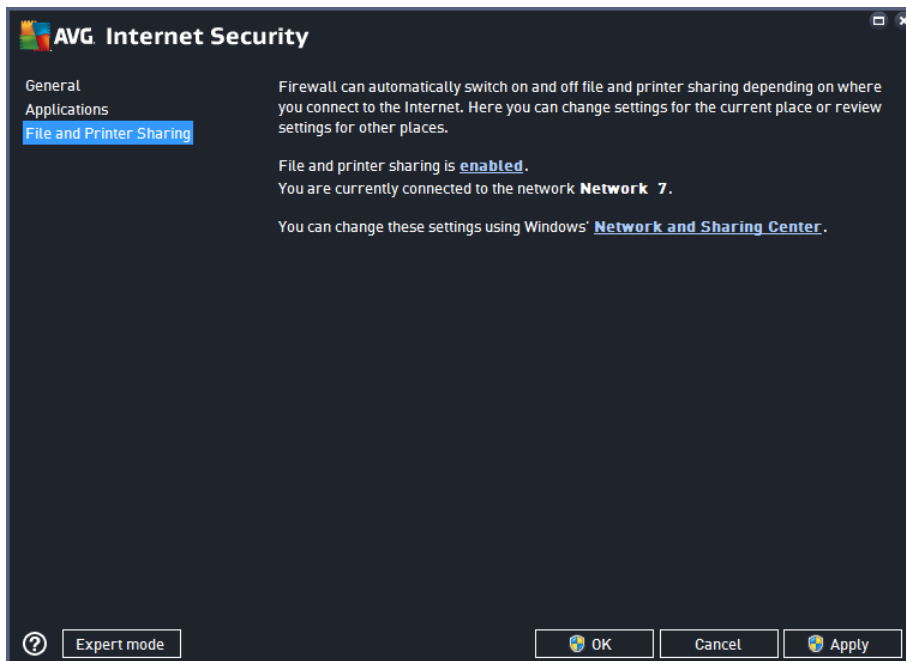 AVG Internet Security
General
Applications
File and Printer Sharing
Firewall can automatically switch on and off file and printer sharing depending on where
you connect to the Internet. Here you can change settings for the current place or review
settings for other places.
File and printer sharing is enabled.
You are currently connected to the network Network 7.
You can change these settings using Windows' Network and Sharing Center.
? Expert mode
OK
Cancel
Apply